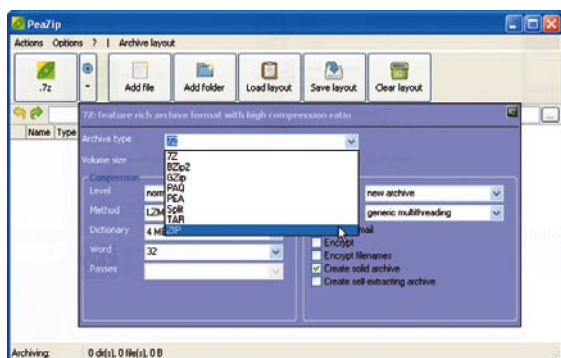 PeaZip
Actions Options ? | Archive layout
.7z - Add file Add folder Load layout Save layout Clear layout
...
Name Type
7Z: feature rich archive format with high compression ratio
Archive type 7Z
Volume size
7Z
BZip2
GZip
PAQ
PEA
Split
TAR
ZIP
Compression
Level new archive
Method generic multithreading
Dictionary
Word 32
Passes
Encrypt
Encrypt filenames
Create solid archive
Create self extracting archive
Archiving: 0 dir(s), 0 file(s), 0 B